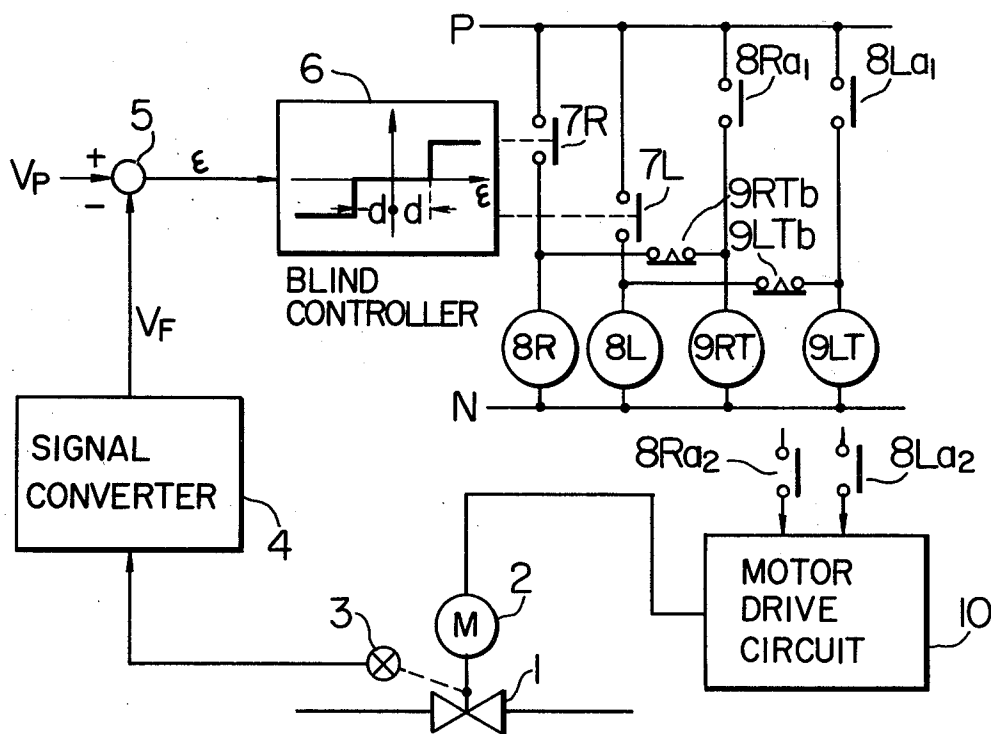 P
8Ra1
8La1
6
7R
5
VP
+
−
ε
ε
d
d
7L
9RTb
9LTb
BLIND
CONTROLLER
VF
8R
8L
9RT
9LT
N
SIGNAL
CONVERTER
4
8Ra2
8La2
2
M
3
1
MOTOR
DRIVE
CIRCUIT
10